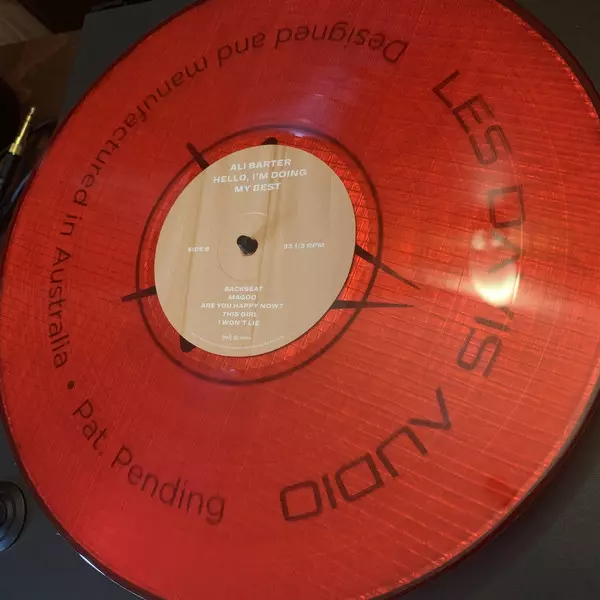 LES DAVIS AUDIO
Designed and manufactured in Australia • Pat. Pending
ALI BARTER
HELLO, I'M DOING
MY BEST
SIDE B
33 1/3 RPM
BACKSEAT
MAGOO
ARE YOU HAPPY NOW?
THIS GIRL
I WON'T LIE